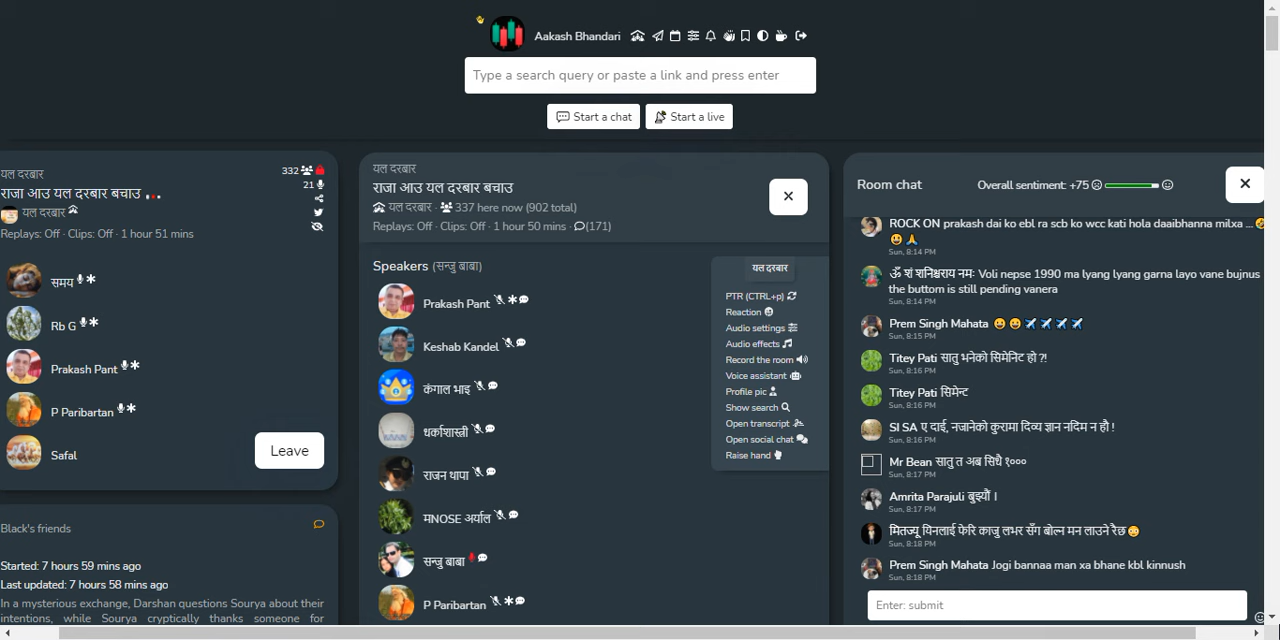 Aakash Bhandari
Type a search query or paste a link and press enter
Start a chat
Start a live
यल दरबार
332
राजा आउ यल दरबार बचाउ ...
21
यल दरबार
Replays: Off · Clips: Off · 1 hour 51 mins
समय
Rb G
Prakash Pant
P Paribartan
Safal
Leave
Black's friends
Started: 7 hours 59 mins ago
Last updated: 7 hours 58 mins ago
In a mysterious exchange, Darshan questions Sourya about their
intentions, while Sourya cryptically thanks someone for
यल दरबार
राजा आउ यल दरबार बचाउ
यल दरबार · 337 here now (902 total)
Replays: Off · Clips: Off · 1 hour 50 mins · (171)
Speakers (सन्जु बाबा)
Prakash Pant
Keshab Kandel
कंगाल भाइ
धर्काशास्त्री
राजन थापा
मNOSE अर्याल
सन्जु बाबा
P Paribartan
यल दरबार
PTR (CTRL+p)
Reaction
Audio settings
Audio effects
Record the room
Voice assistant
Profile pic
Show search
Open transcript
Open social chat
Raise hand
Room chat
Overall sentiment: +75
ROCK ON prakash dai ko ebl ra scb ko wcc kati hola daaibhanna milxa ... 🤣
😃🙏
Sun, 8:14 PM
ॐ शं शनिश्चराय नमः Voli nepse 1990 ma lyang lyang garna layo vane bujnus
the buttom is still pending vanera
Sun, 8:14 PM
Prem Singh Mahata 😀😀✈✈✈✈
Sun, 8:15 PM
Titey Pati सातु भनेको सिमेनिट हो ?!
Sun, 8:16 PM
Titey Pati सिमेन्ट
Sun, 8:16 PM
SI SA ए दाई, नजानेको कुरामा दिव्य ज्ञान नदिम न हौ !
Sun, 8:16 PM
Mr Bean सातु त अब सिधै १०००
Sun, 8:17 PM
Amrita Parajuli बुझ्यौं ।
Sun, 8:17 PM
मितज्यू यिनलाई फेरि काजु लभर सँग बोल्न मन लाउने रैछ😳
Sun, 8:18 PM
Prem Singh Mahata Jogi bannaa man xa bhane kbl kinnush
Sun, 8:18 PM
Enter: submit